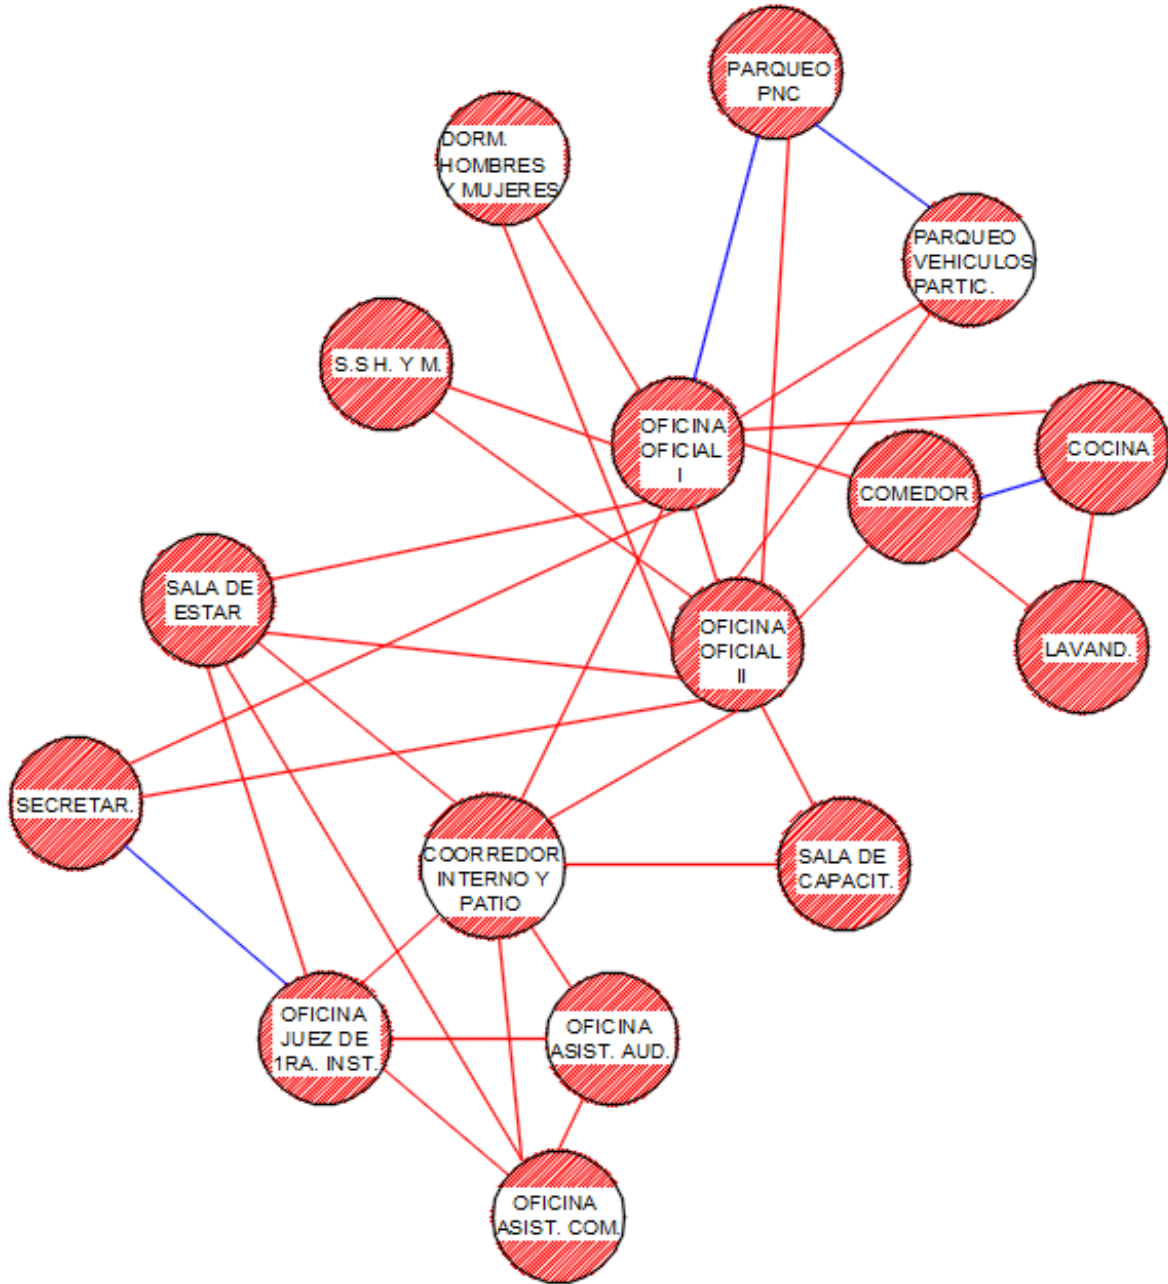 PARQUEO
PNC
DORM.
HOMBRES
Y MUJERES
PARQUEO
VEHICULOS
PARTIC.
S.S H. Y M.
OFICINA
OFICIAL
I
COCINA
COMEDOR
SALA DE
ESTAR
OFICINA
OFICIAL
II
LAVAND.
SECRETAR.
COORREDOR
INTERNO Y
PATIO
SALA DE
CAPACIT.
OFICINA
JUEZ DE
1RA. INST.
OFICINA
ASIST. AUD.
OFICINA
ASIST. COM.